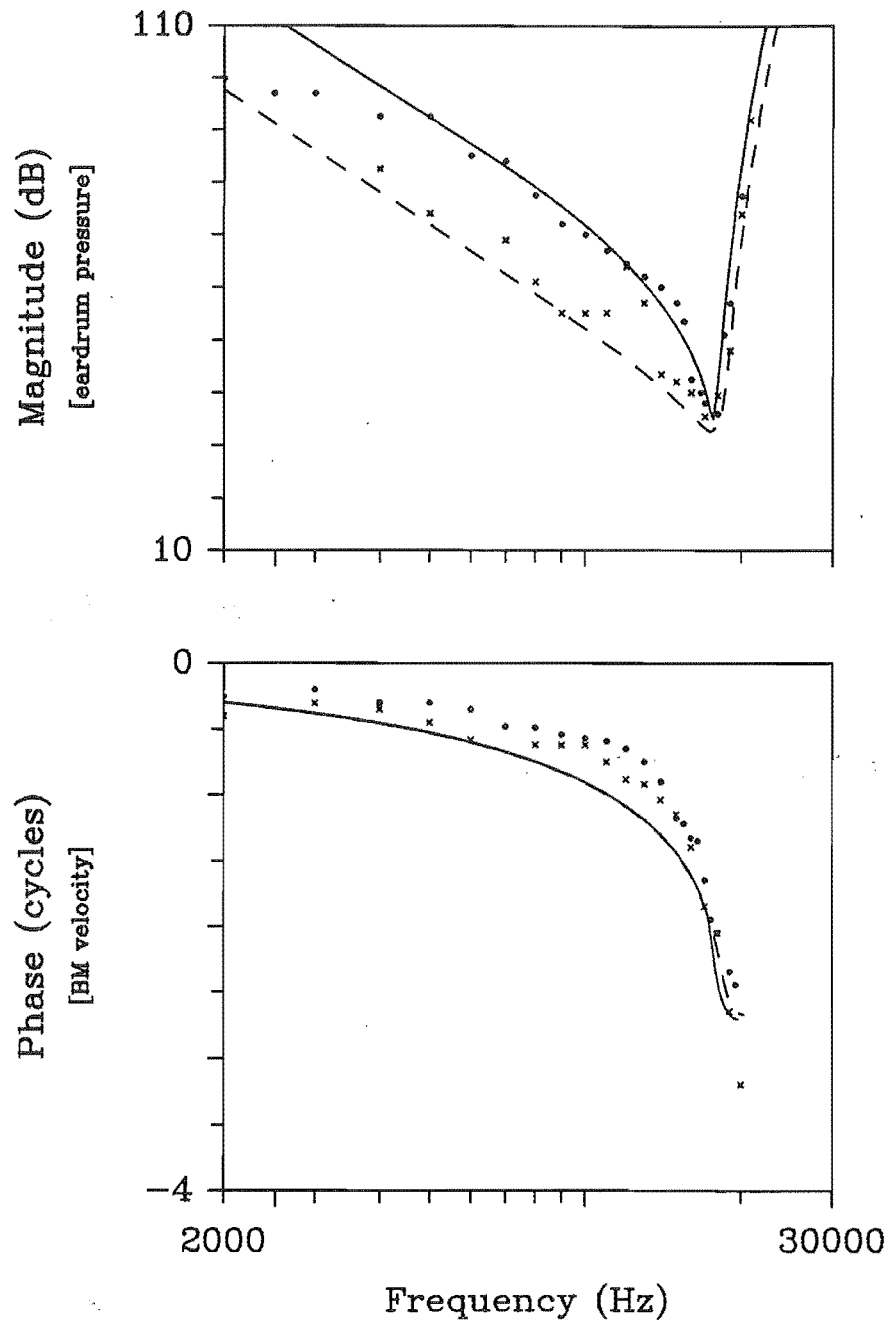 110
Magnitude (dB)
[eardrum pressure]
10
0
Phase (cycles)
[BM velocity]
−4
2000
30000
Frequency (Hz)